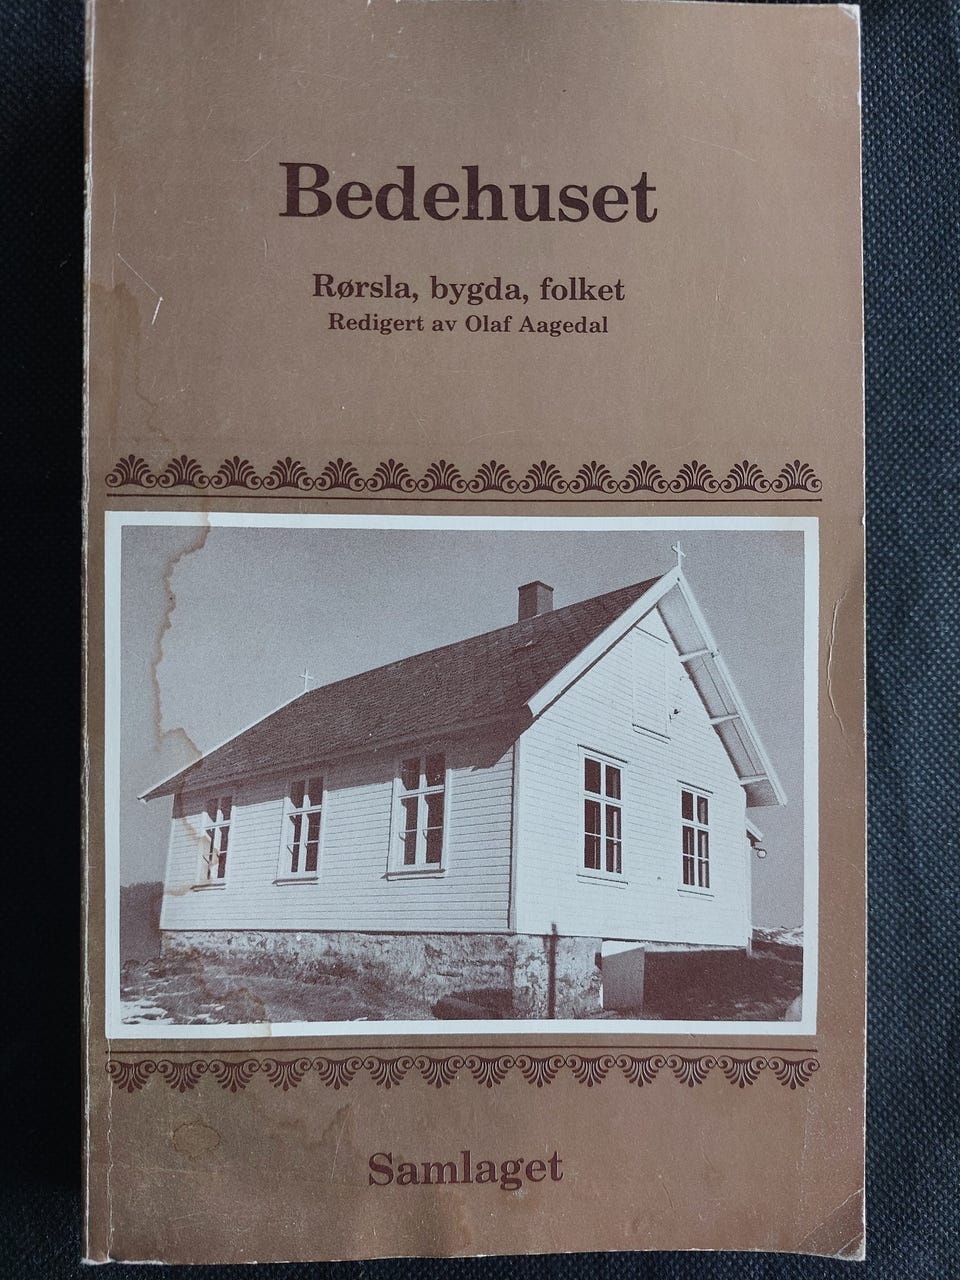 Bedehuset
Rørsla, bygda, folket
Redigert av Olaf Aagedal
Samlaget